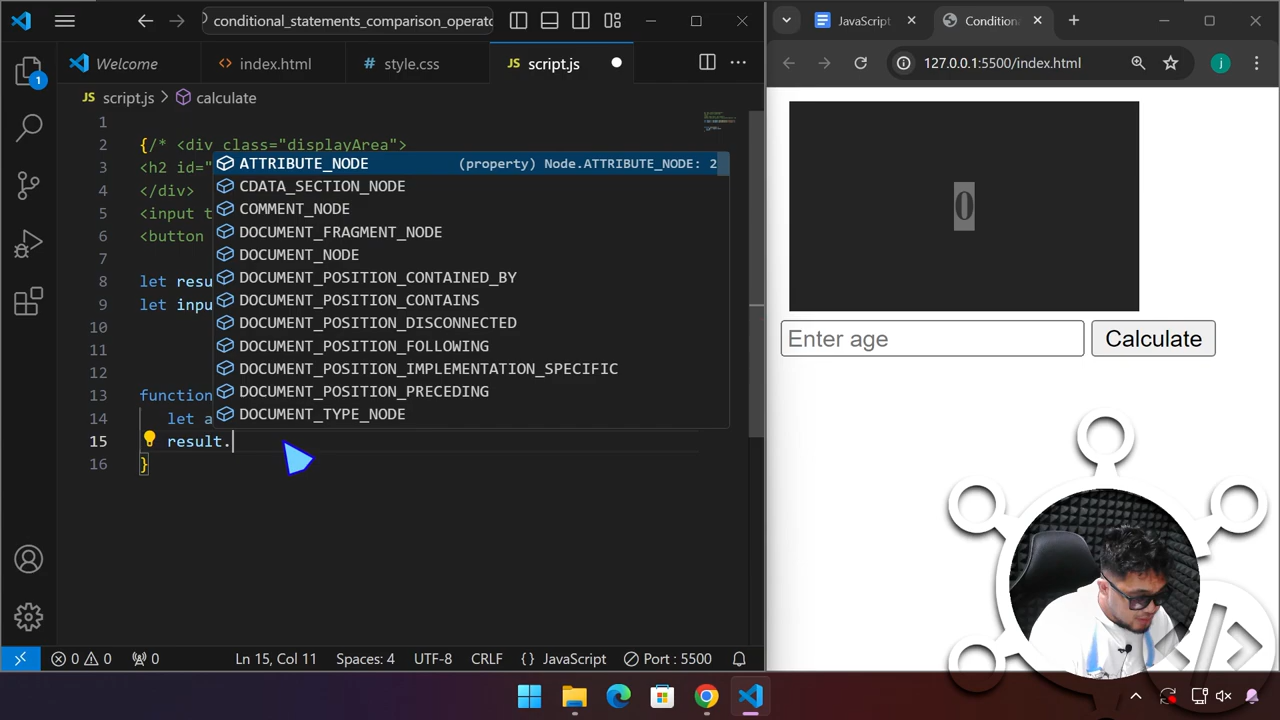 conditional_statements_comparison_operato
JavaScript
Condition
Welcome
index.html
style.css
JS script.js
127.0.0.1:5500/index.html
JS script.js > calculate
1
2 {/* <div class="displayArea">
3 <h2 id="
4 </div>
5 <input t
6 <button
7
8 let resu
9 let inpu
10
11
12
13 function
14 let a
15 result.
16 }
ATTRIBUTE_NODE (property) Node.ATTRIBUTE_NODE: 2
CDATA_SECTION_NODE
COMMENT_NODE
DOCUMENT_FRAGMENT_NODE
DOCUMENT_NODE
DOCUMENT_POSITION_CONTAINED_BY
DOCUMENT_POSITION_CONTAINS
DOCUMENT_POSITION_DISCONNECTED
DOCUMENT_POSITION_FOLLOWING
DOCUMENT_POSITION_IMPLEMENTATION_SPECIFIC
DOCUMENT_POSITION_PRECEDING
DOCUMENT_TYPE_NODE
0
Enter age
Calculate
1
j
0 0 0 Ln 15, Col 11 Spaces: 4 UTF-8 CRLF {} JavaScript Port : 5500